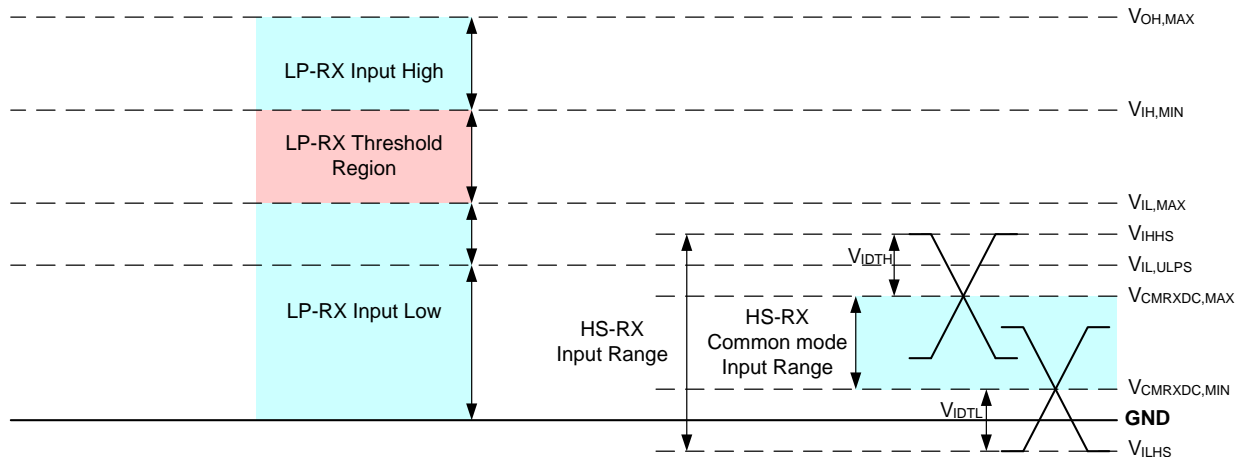 VOH,MAX
LP-RX Input High
VIH,MIN
LP-RX Threshold
Region
VIL,MAX
VIHHS
VIDTH
VIL,ULPS
VCMRXDC,MAX
LP-RX Input Low
HS-RX
Input Range
HS-RX
Common mode
Input Range
VCMRXDC,MIN
VIDTL
GND
VILHS